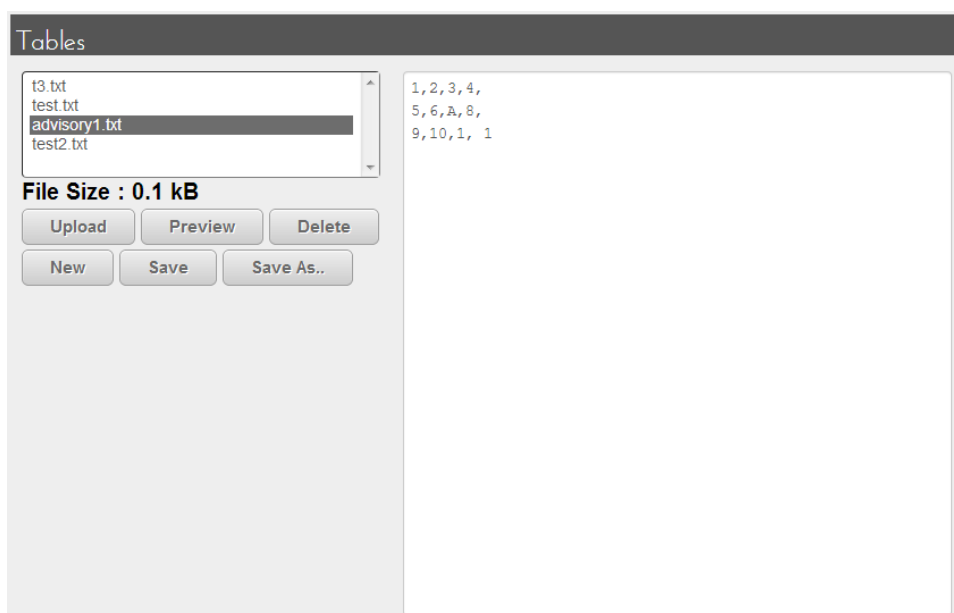 Tables
t3.txt
test.txt
advisory1.txt
test2.txt
File Size : 0.1 kB
Upload Preview Delete
New Save Save As..
1,2,3,4,
5,6,A,8,
9,10,1, 1